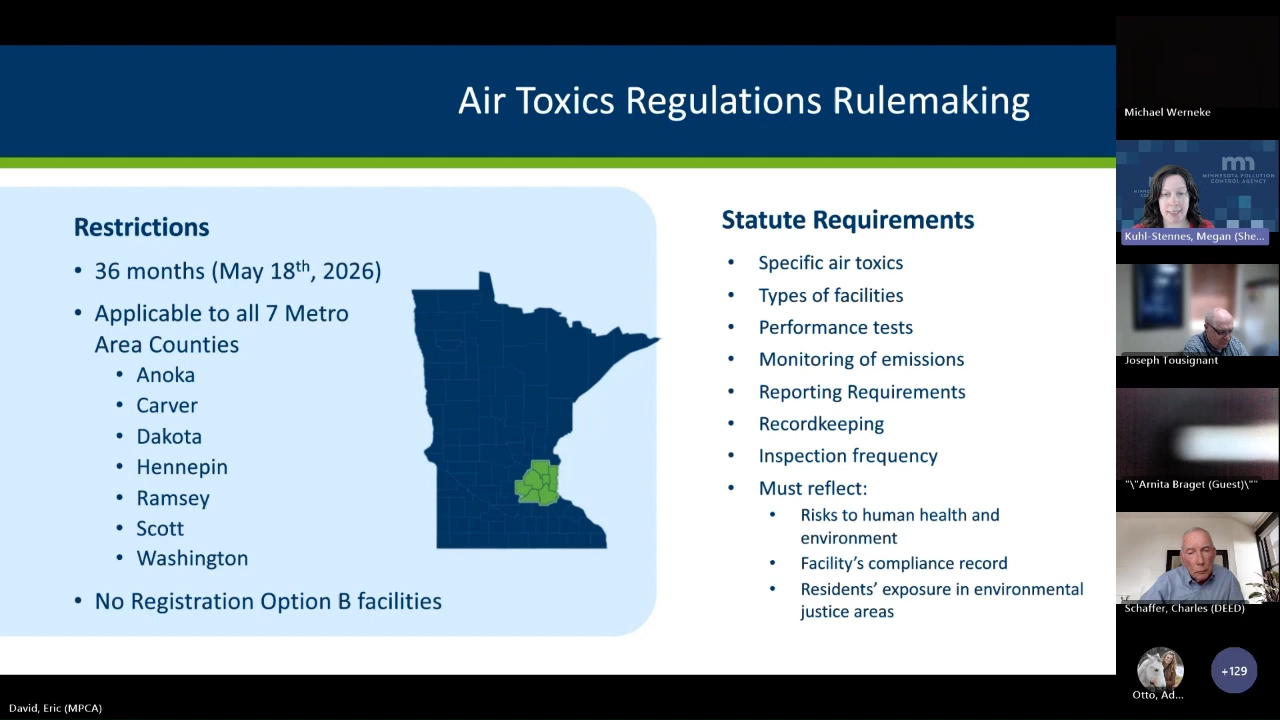 Air Toxics Regulations Rulemaking
Restrictions
• 36 months (May 18th, 2026)
• Applicable to all 7 Metro
Area Counties
• Anoka
• Carver
• Dakota
• Hennepin
• Ramsey
• Scott
• Washington
• No Registration Option B facilities
Statute Requirements
• Specific air toxics
• Types of facilities
• Performance tests
• Monitoring of emissions
• Reporting Requirements
• Recordkeeping
• Inspection frequency
• Must reflect:
• Risks to human health and
environment
• Facility's compliance record
• Residents' exposure in environmental
justice areas
Michael Werneke
MINNESOTA POLLUTION
CONTROL AGENCY
Kuhl-Stennes, Megan (She...
Joseph Tousignant
"\"Arnita Braget (Guest)\""
Schaffer, Charles (DEED)
Otto, Ad...
+129
David, Eric (MPCA)